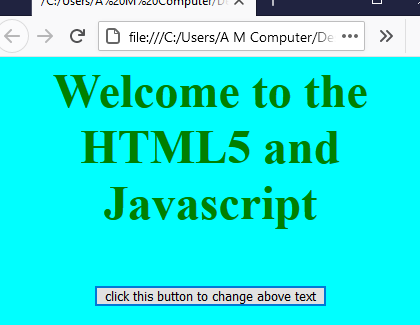 /C:/Users/A%20M%20Computer/D
file:///C:/Users/A M Computer/De
Welcome to the
HTML5 and
Javascript
click this button to change above text